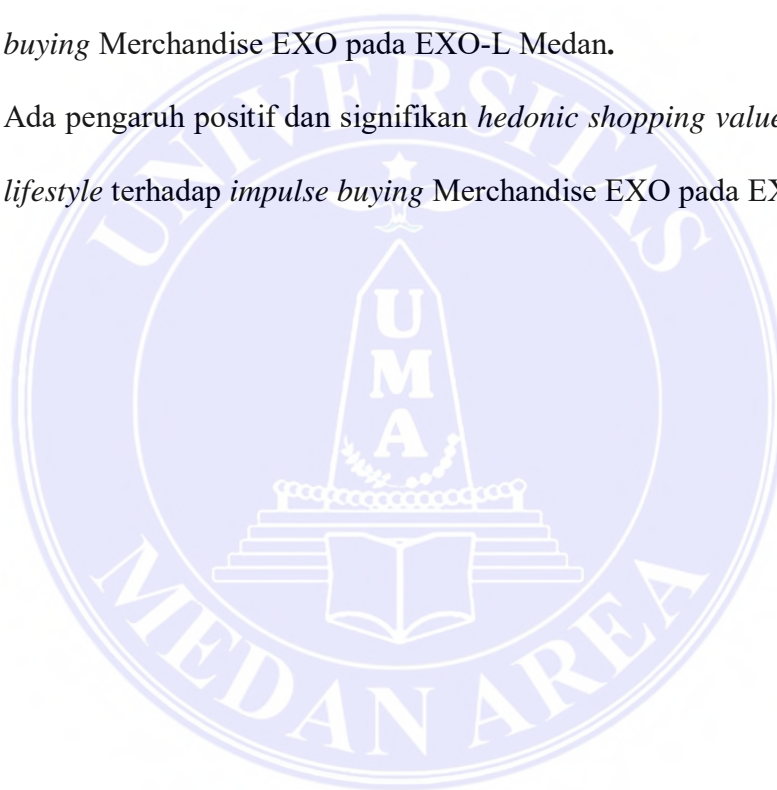 buying Merchandise EXO pada EXO-L Medan.
Ada pengaruh positif dan signifikan hedonic shopping value
lifestyle terhadap impulse buying Merchandise EXO pada
UNIVERSITAS
UMA
MEDAN AREA